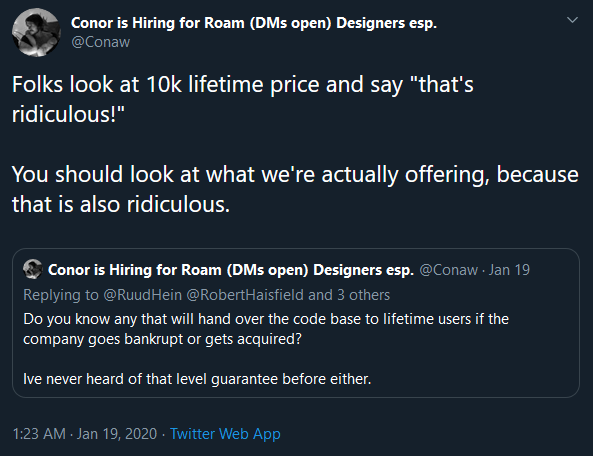 Conor is Hiring for Roam (DMs open) Designers esp.
@Conaw
Folks look at 10k lifetime price and say "that's
ridiculous!"
You should look at what we're actually offering, because
that is also ridiculous.
Conor is Hiring for Roam (DMs open) Designers esp. @Conaw · Jan 19
Replying to @RuudHein @RobertHaisfield and 3 others
Do you know any that will hand over the code base to lifetime users if the
company goes bankrupt or gets acquired?
Ive never heard of that level guarantee before either.
1:23 AM · Jan 19, 2020 · Twitter Web App